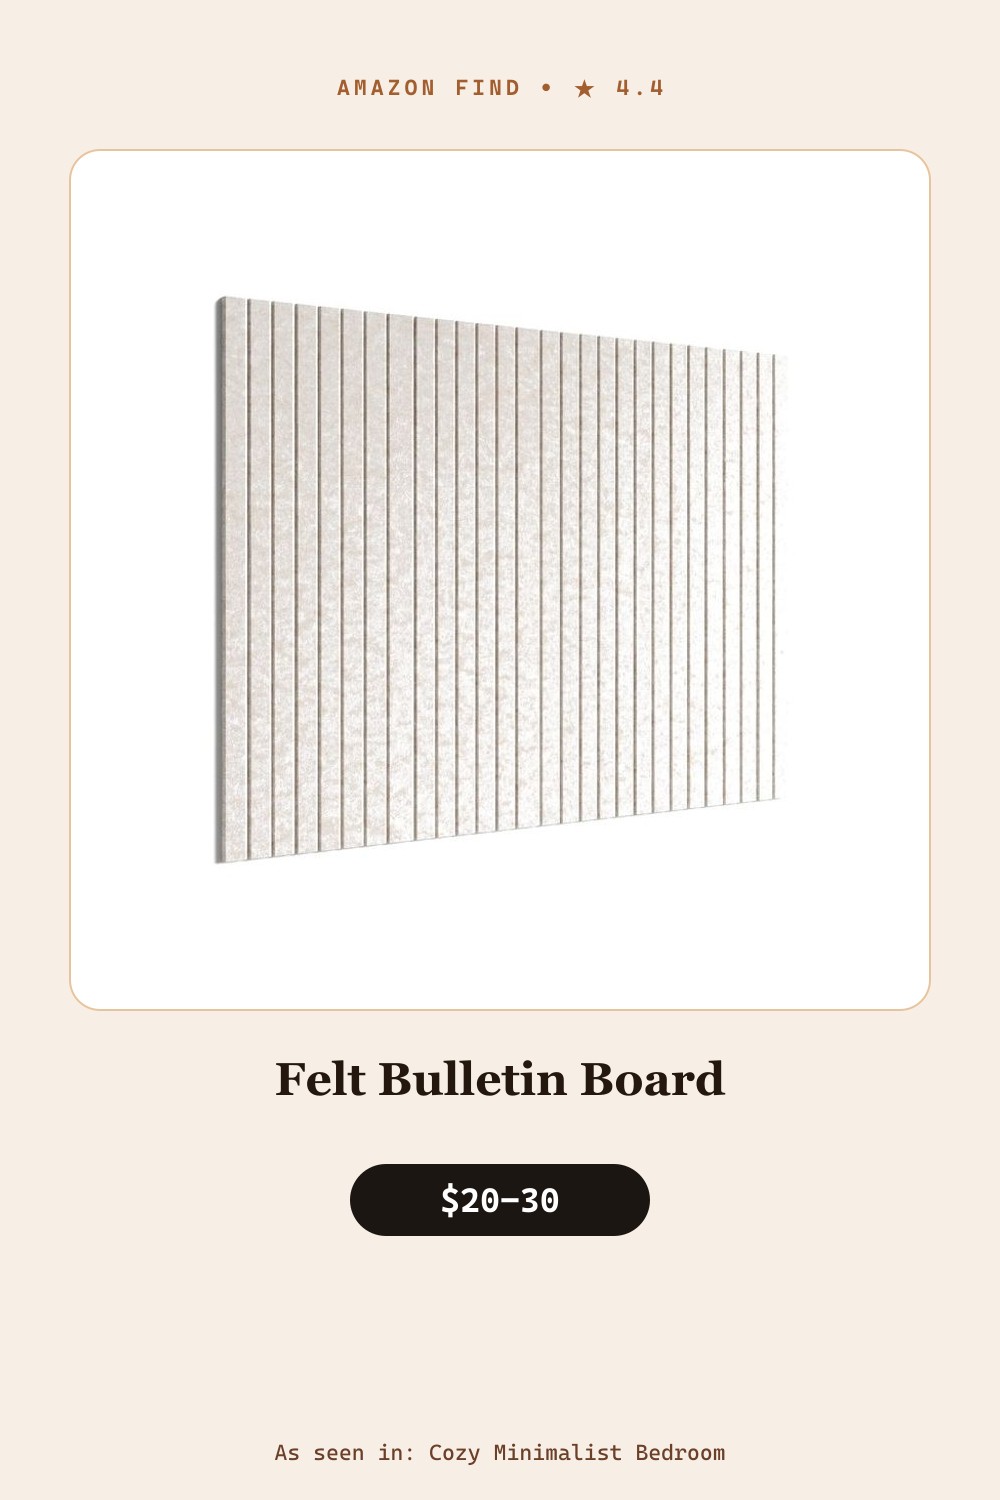 AMAZON FIND • ★ 4.4
Felt Bulletin Board
$20–30
As seen in: Cozy Minimalist Bedroom